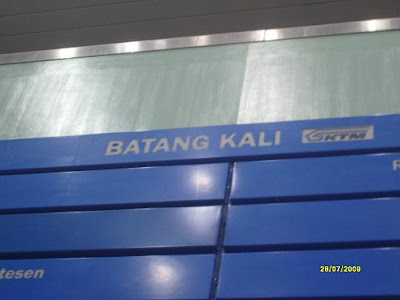 BATANG KALI KTM
R
tesen
28/07/2009